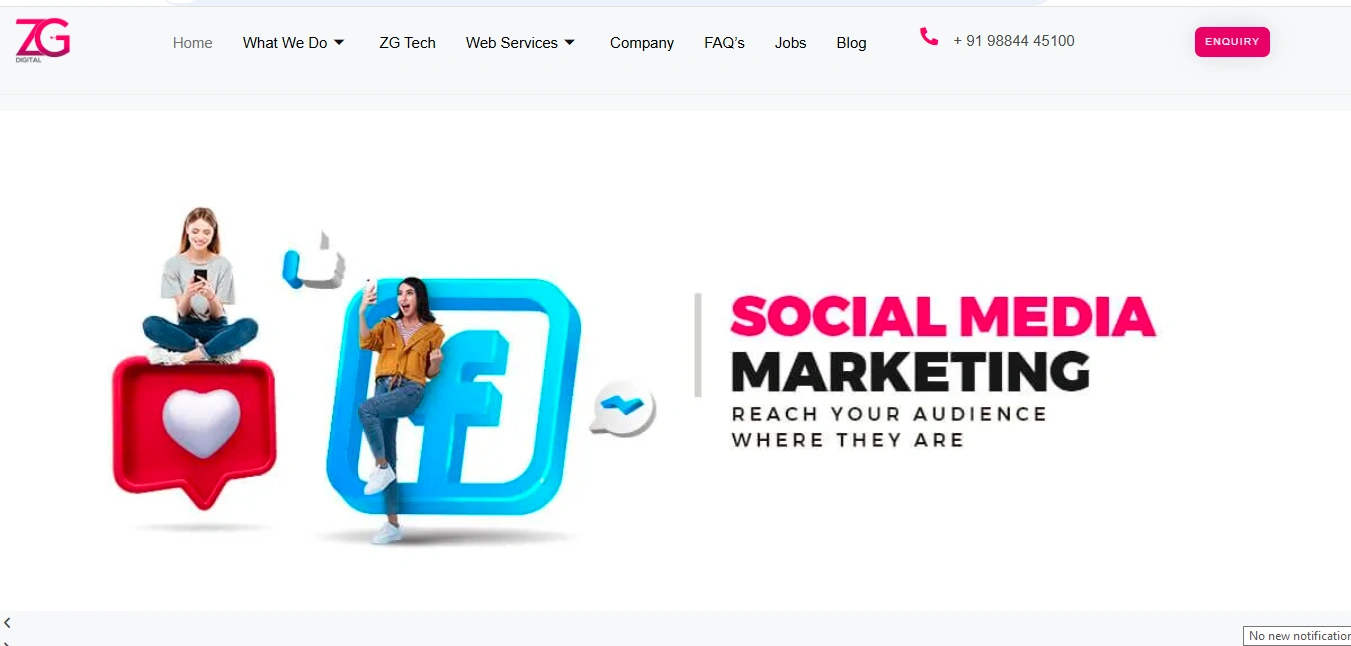 ZG
DIGITAL
Home What We Do ZG Tech Web Services Company FAQ’s Jobs Blog + 91 98844 45100 ENQUIRY
SOCIAL MEDIA
MARKETING
REACH YOUR AUDIENCE
WHERE THEY ARE
No new notification